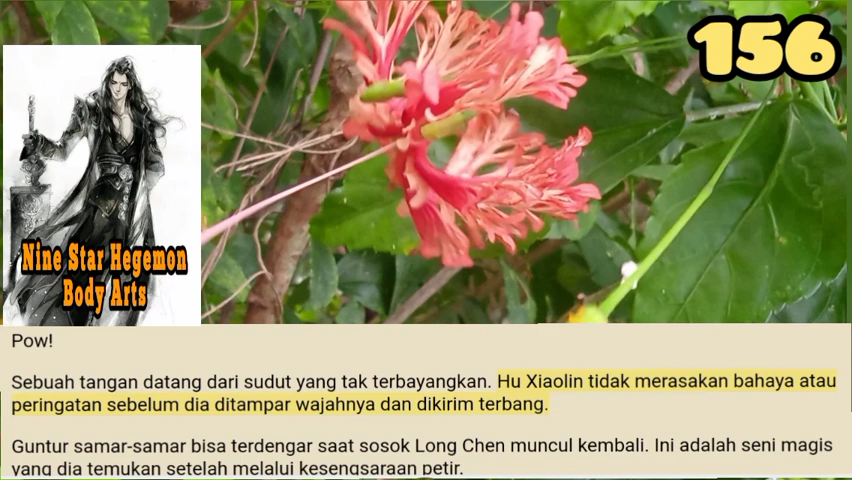 156
Nine Star Hegemon
Body Arts
Pow!
Sebuah tangan datang dari sudut yang tak terbayangkan. Hu Xiaolin tidak merasakan bahaya atau
peringatan sebelum dia ditampar wajahnya dan dikirim terbang.
Guntur samar-samar bisa terdengar saat sosok Long Chen muncul kembali. Ini adalah seni magis
yang dia temukan setelah melalui kesengsaraan petir.